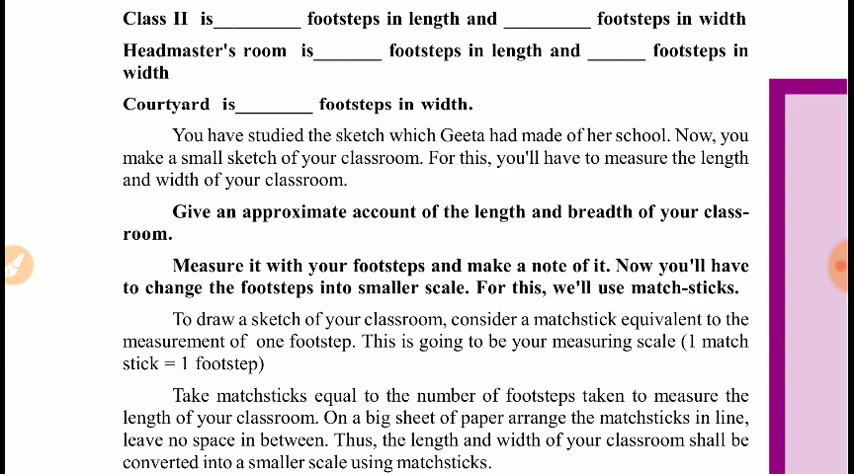 Class II is_________ footsteps in length and _________ footsteps in width
Headmaster's room is_______ footsteps in length and ______ footsteps in
width
Courtyard is________ footsteps in width.
You have studied the sketch which Geeta had made of her school. Now, you
make a small sketch of your classroom. For this, you'll have to measure the length
and width of your classroom.
Give an approximate account of the length and breadth of your class-
room.
Measure it with your footsteps and make a note of it. Now you'll have
to change the footsteps into smaller scale. For this, we'll use match-sticks.
To draw a sketch of your classroom, consider a matchstick equivalent to the
measurement of one footstep. This is going to be your measuring scale (1 match
stick = 1 footstep)
Take matchsticks equal to the number of footsteps taken to measure the
length of your classroom. On a big sheet of paper arrange the matchsticks in line,
leave no space in between. Thus, the length and width of your classroom shall be
converted into a smaller scale using matchsticks.